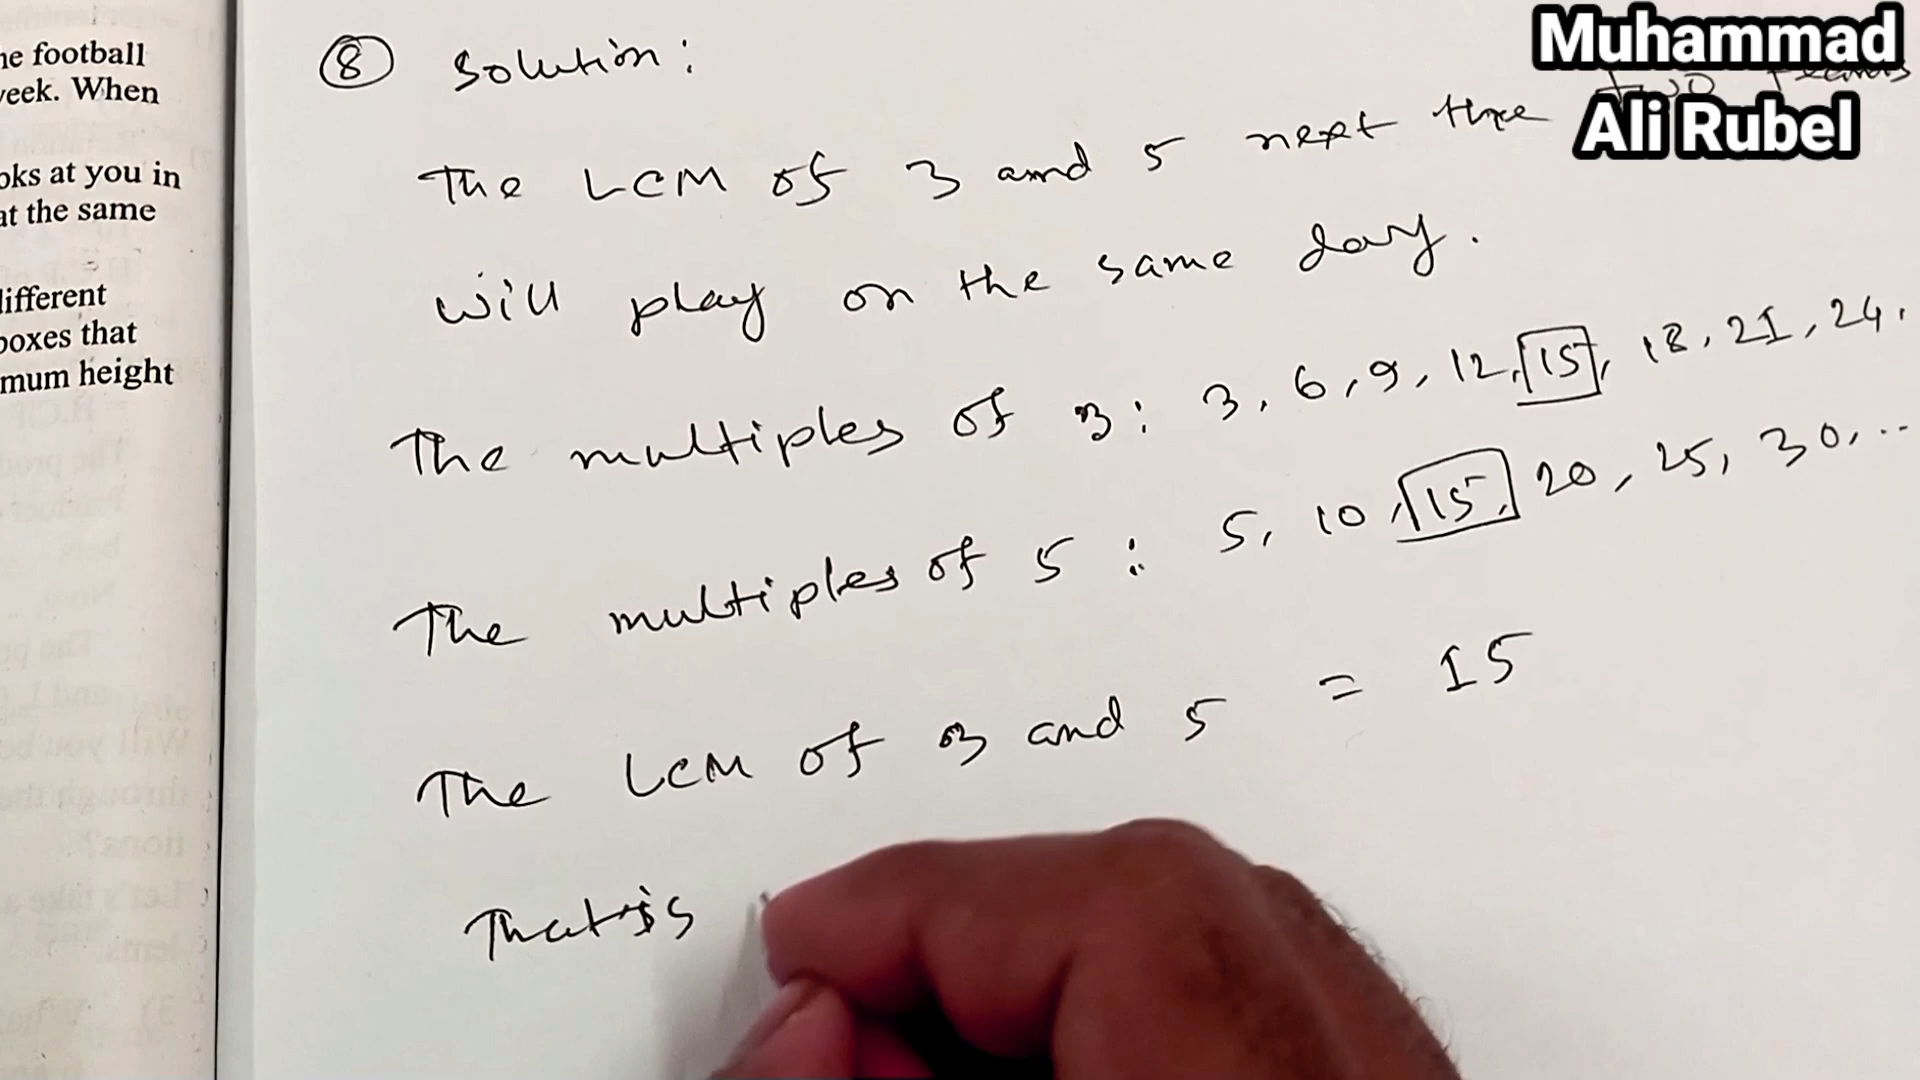 he football
week. When
oks at you in
at the same
different
boxes that
mum height
8 Solution:
The LCM of 3 and 5 next the two teams
will play on the same day.
The multiples of 3: 3, 6, 9, 12, 15, 18, 21, 24.
The multiples of 5 : 5, 10, 15, 20, 25, 30, ..
The LCM of 3 and 5 = 15
That is
Muhammad
Ali Rubel